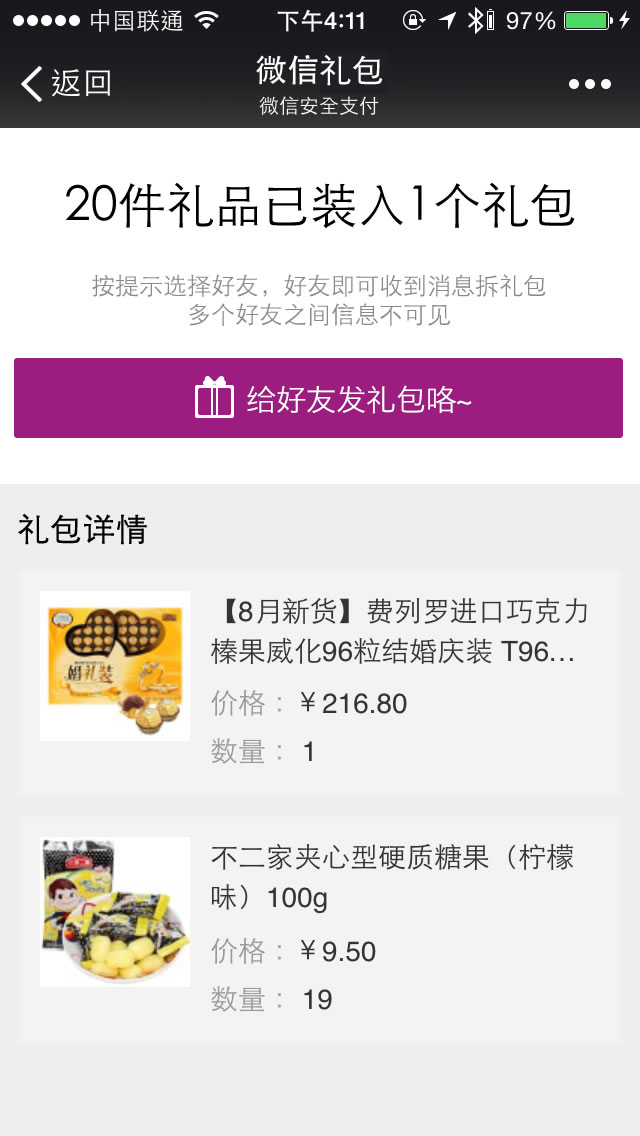 中国联通
下午4:11
97%
返回
微信礼包
微信安全支付
20件礼品已装入1个礼包
按提示选择好友，好友即可收到消息拆礼包
多个好友之间信息不可见
给好友发礼包咯~
礼包详情
【8月新货】费列罗进口巧克力
榛果威化96粒结婚庆装 T96...
价格：￥216.80
数量：1
婚礼装
不二家夹心型硬质糖果（柠檬
味）100g
价格：￥9.50
数量：19